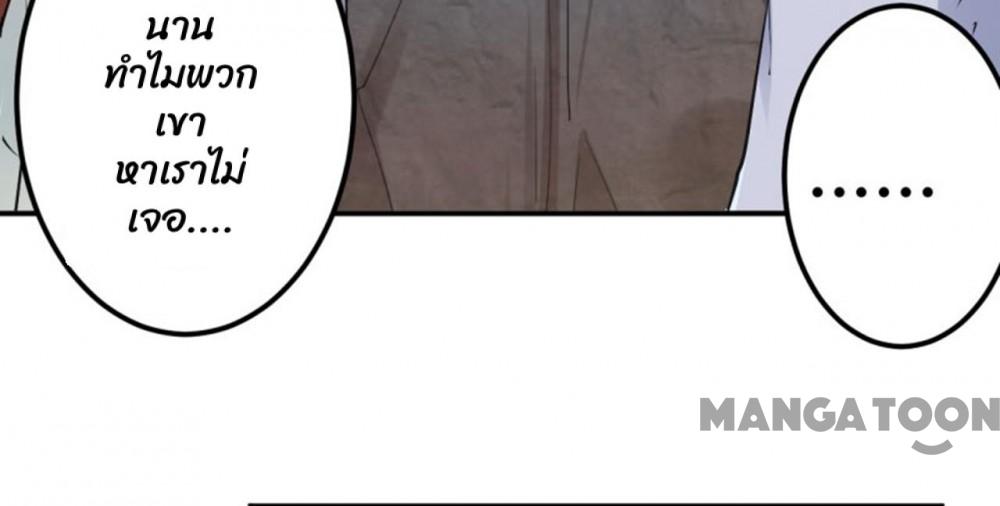 นาน
ทำไมพวก
เขา
หาเราไม่
เจอ....
......
MANGATOON